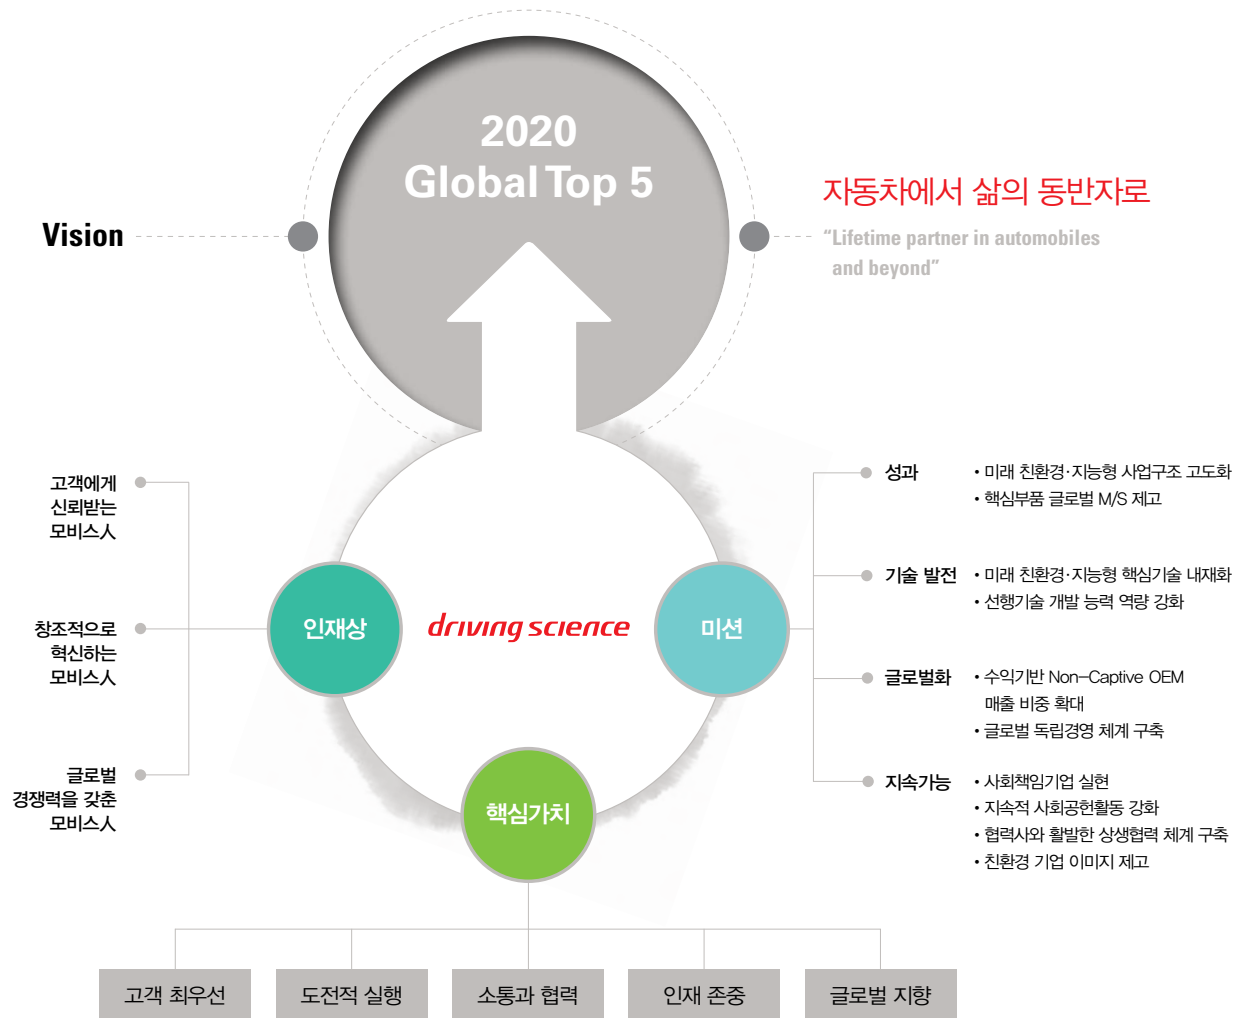 2020
Global Top 5
Vision
자동차에서 삶의 동반자로
“Lifetime partner in automobiles
and beyond”
고객에게
신뢰받는
모비스人
창조적으로
혁신하는
모비스人
글로벌
경쟁력을 갖춘
모비스人
인재상
driving science
미션
핵심가치
성과
• 미래 친환경·지능형 사업구조 고도화
• 핵심부품 글로벌 M/S 제고
기술 발전
• 미래 친환경·지능형 핵심기술 내재화
• 선행기술 개발 능력 역량 강화
글로벌화
• 수익기반 Non-Captive OEM
매출 비중 확대
• 글로벌 독립경영 체계 구축
지속가능
• 사회책임기업 실현
• 지속적 사회공헌활동 강화
• 협력사와 활발한 상생협력 체계 구축
• 친환경 기업 이미지 제고
고객 최우선
도전적 실행
소통과 협력
인재 존중
글로벌 지향